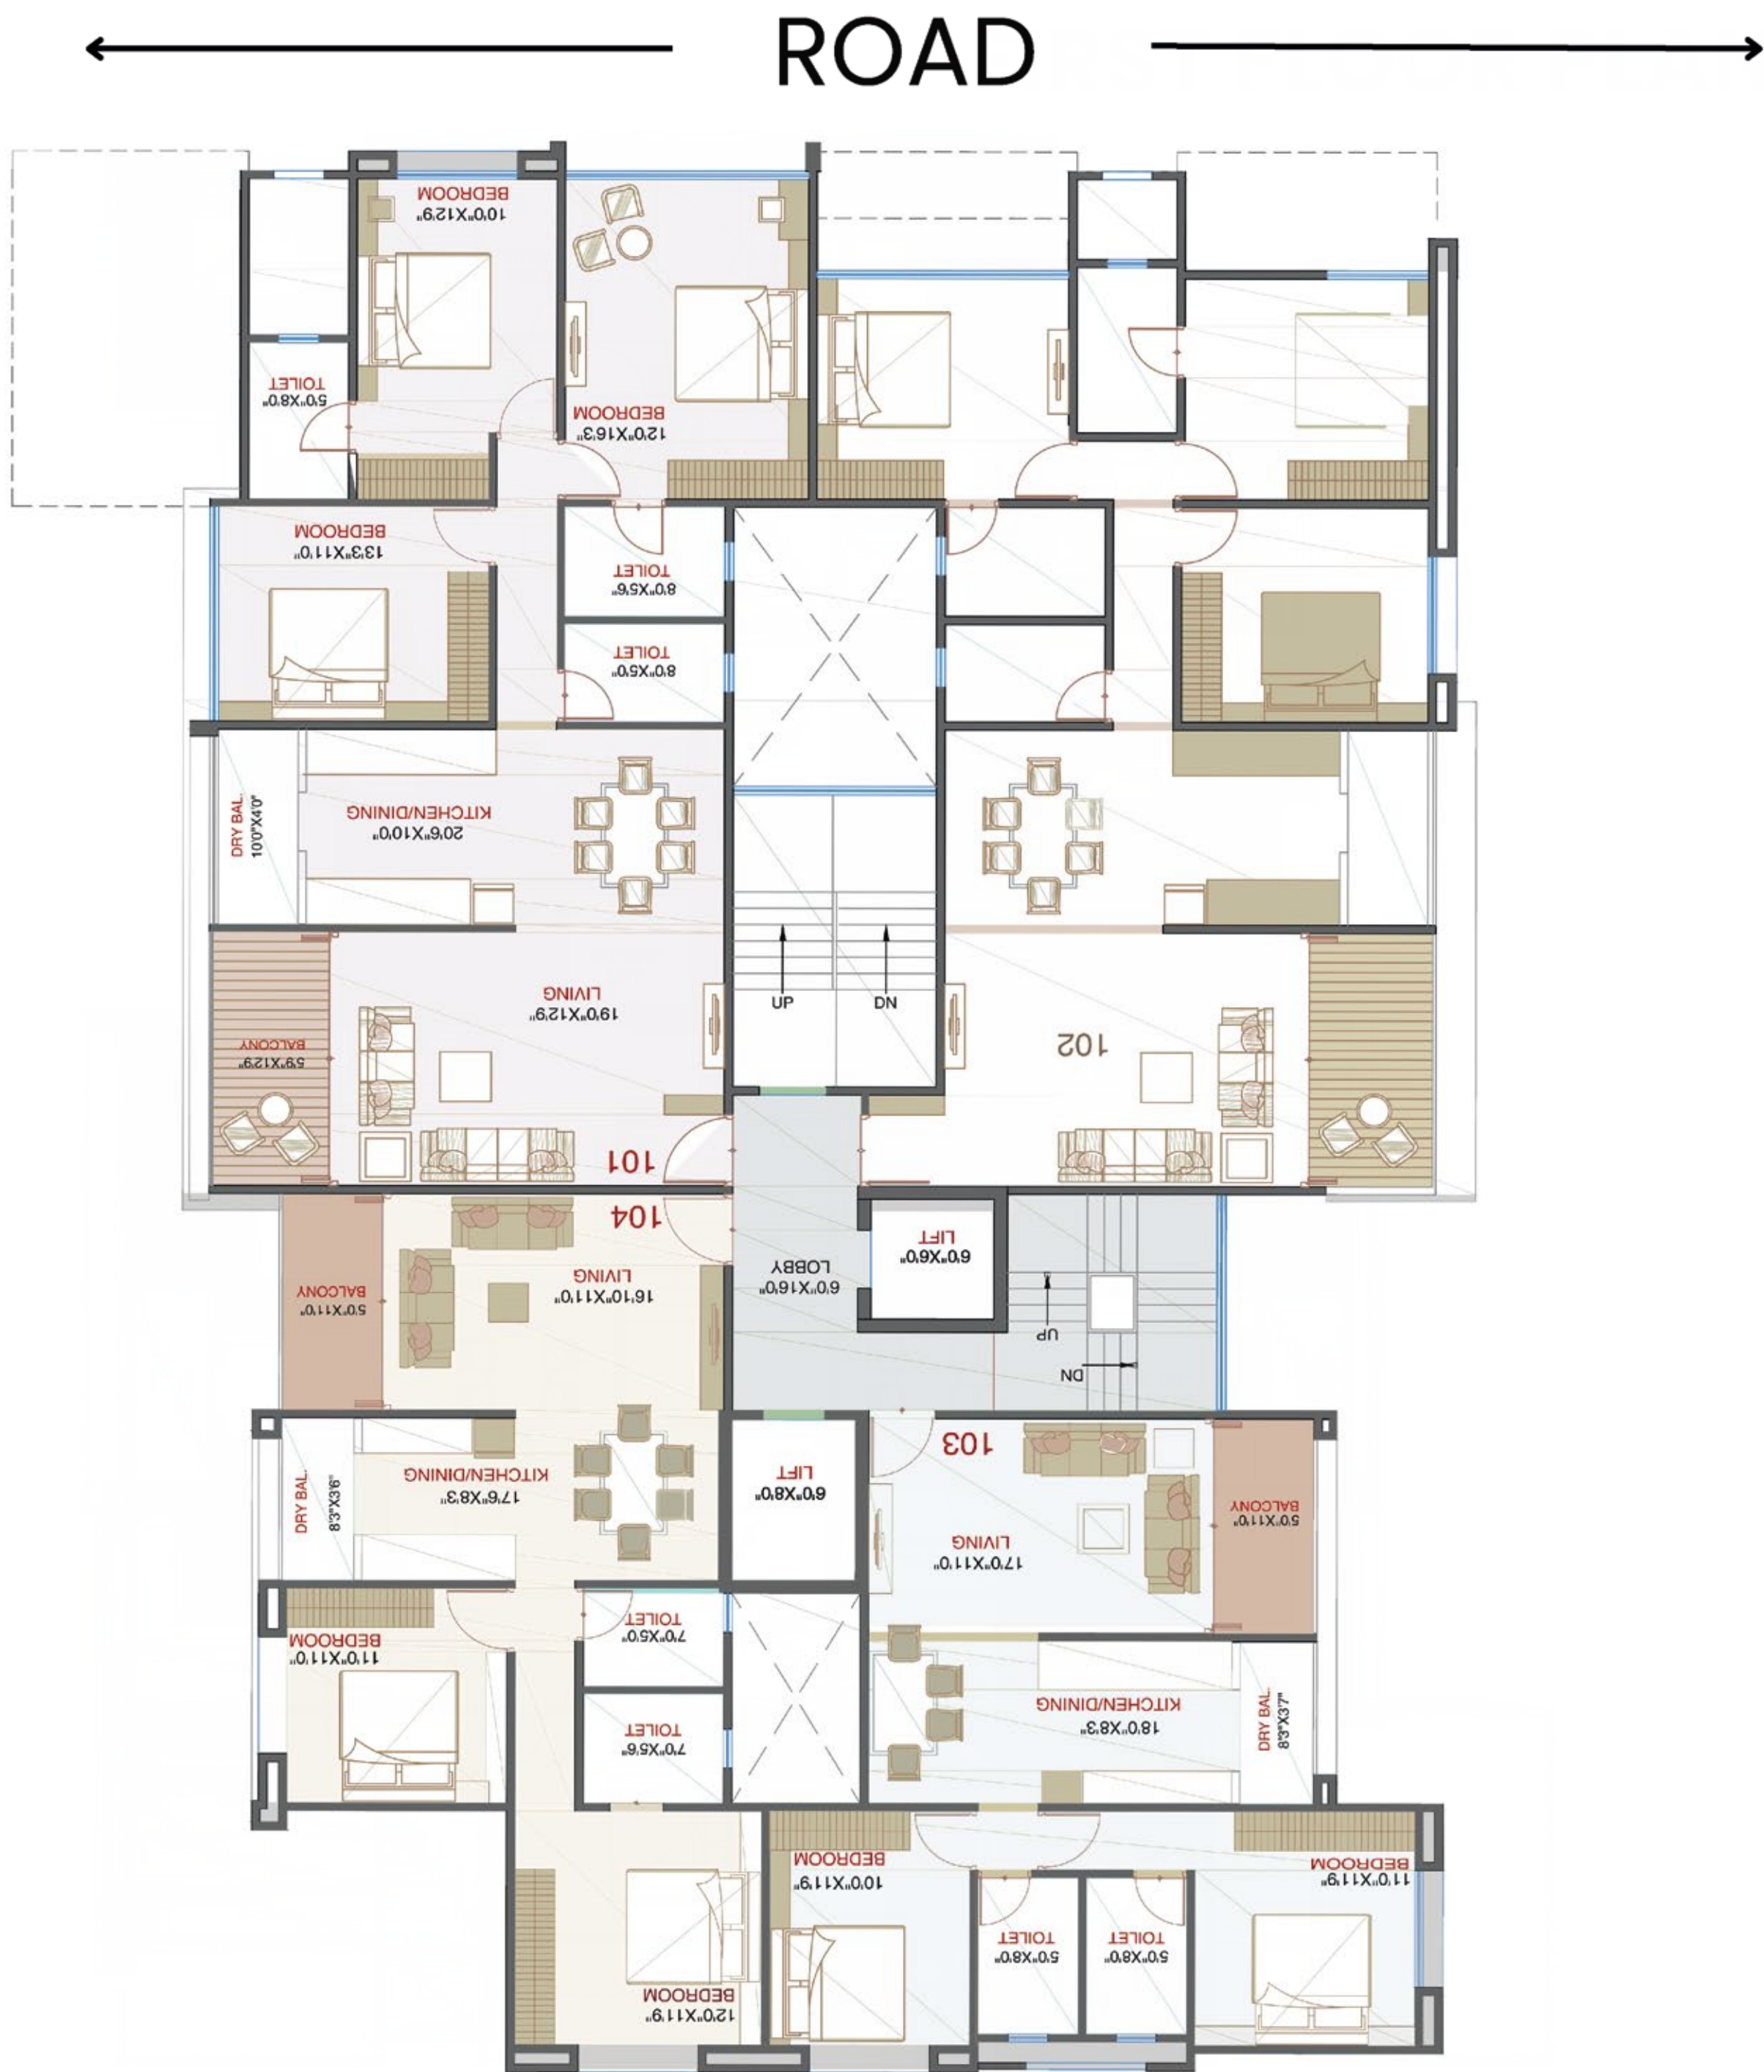 ROAD
BEDROOM
10'0"X12'9"
TOILET
5'0"X8'0"
BEDROOM
12'0"X16'3"
BEDROOM
13'3"X11'0"
TOILET
8'0"X5'6"
TOILET
8'0"X5'0"
DRY BAL.
10'0"X4'0"
KITCHEN/DINING
20'6"X10'0"
LIVING
19'0"X12'9"
BALCONY
5'9"X12'9"
UP
DN
102
101
104
LIVING
16'10"X11'0"
BALCONY
5'0"X11'0"
LOBBY
6'0"X16'0"
LIFT
6'0"X6'0"
UP
DN
DRY BAL.
8'3"X3'6"
KITCHEN/DINING
17'6"X8'3"
LIFT
6'0"X8'0"
103
LIVING
17'0"X11'0"
BALCONY
5'0"X11'0"
BEDROOM
11'0"X11'0"
TOILET
7'0"X5'0"
TOILET
7'0"X5'6"
KITCHEN/DINING
18'0"X8'3"
DRY BAL.
8'3"X3'7"
BEDROOM
10'0"X11'9"
BEDROOM
11'0"X11'9"
TOILET
5'0"X8'0"
TOILET
5'0"X8'0"
BEDROOM
12'0"X11'9"